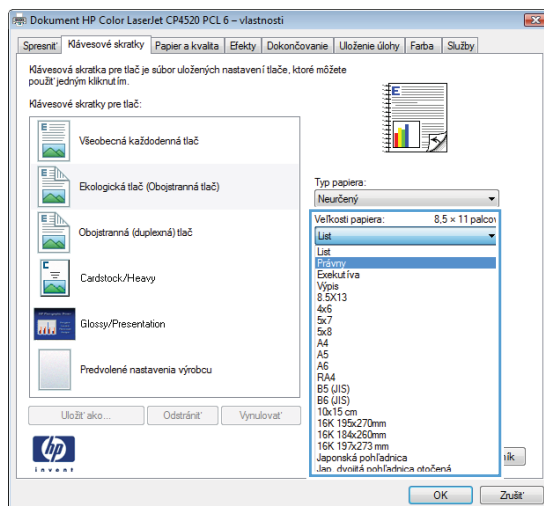 Dokument HP Color LaserJet CP4520 PCL 6 – vlastnosti
Spresniť Klávesové skratky Papier a kvalita Efekty Dokončovanie Uloženie úlohy Farba Služby
Klávesová skratka pre tlač je súbor uložených nastavení tlače, ktoré môžete
použiť jedným kliknutím.
Klávesové skratky pre tlač:
Všeobecná každodenná tlač
Ekologická tlač (Obojstranná tlač)
Obojstranná (duplexná) tlač
Cardstock/Heavy
Glossy/Presentation
Predvolené nastavenia výrobcu
Uložiť ako... Odstrániť Vynulovať
Typ papiera:
Neurčený
Veľkosti papiera: 8,5 × 11 palcov
List
List
Právny
Exekutíva
Výpis
8.5X13
4x6
5x7
5x8
A4
A5
A6
RA4
B5 (JIS)
B6 (JIS)
10x15 cm
16K 195x270mm
16K 184x260mm
16K 197x273 mm
Japonská pohľadnica
Jap. dvojitá pohľadnica otočená
hp
invent
OK Zrušiť